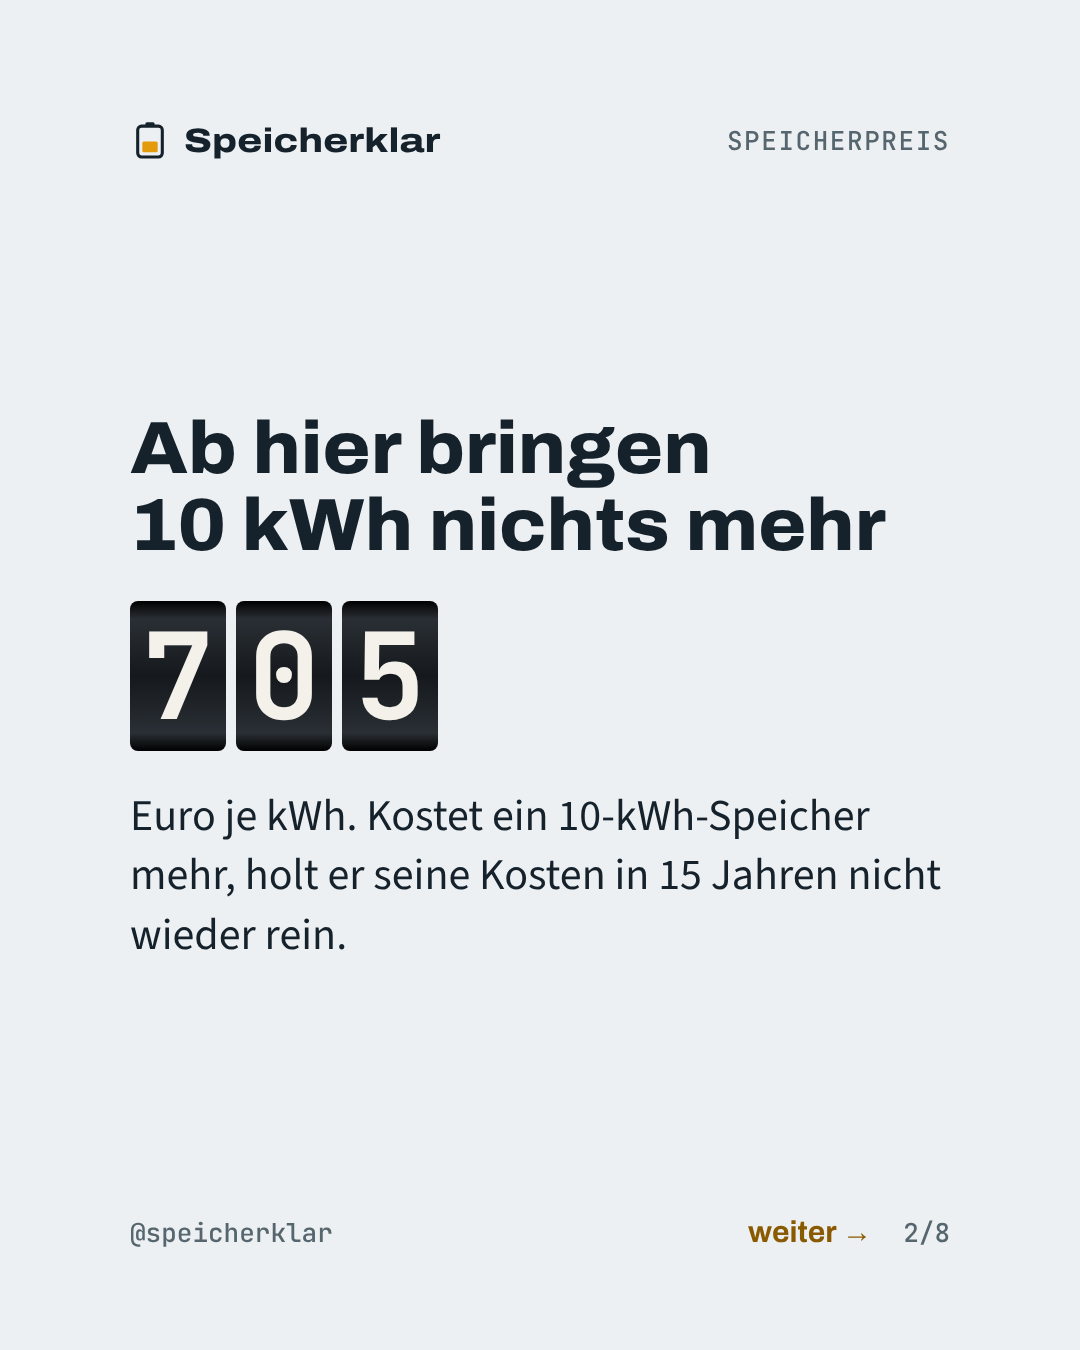 Speicherklar
SPEICHERPREIS
Ab hier bringen
10 kWh nichts mehr
705
Euro je kWh. Kostet ein 10-kWh-Speicher
mehr, holt er seine Kosten in 15 Jahren nicht
wieder rein.
@speicherklar
weiter → 2/8